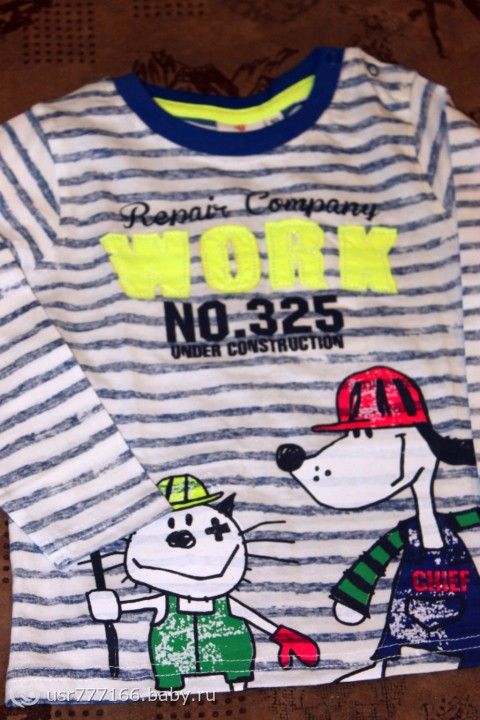 Repair Company
WORK
NO.325
UNDER CONSTRUCTION
CHIEF
usr777166.baby.ru